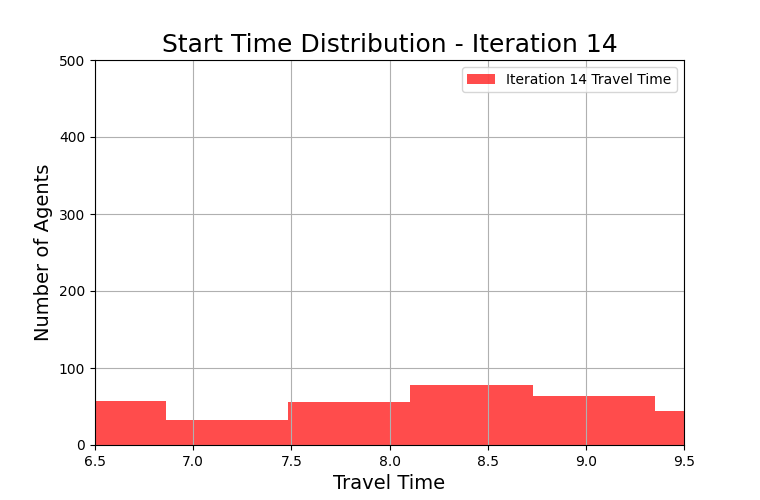 Start Time Distribution - Iteration 14
Iteration 14 Travel Time
Number of Agents
500
400
300
200
100
0
6.5 7.0 7.5 8.0 8.5 9.0 9.5
Travel Time